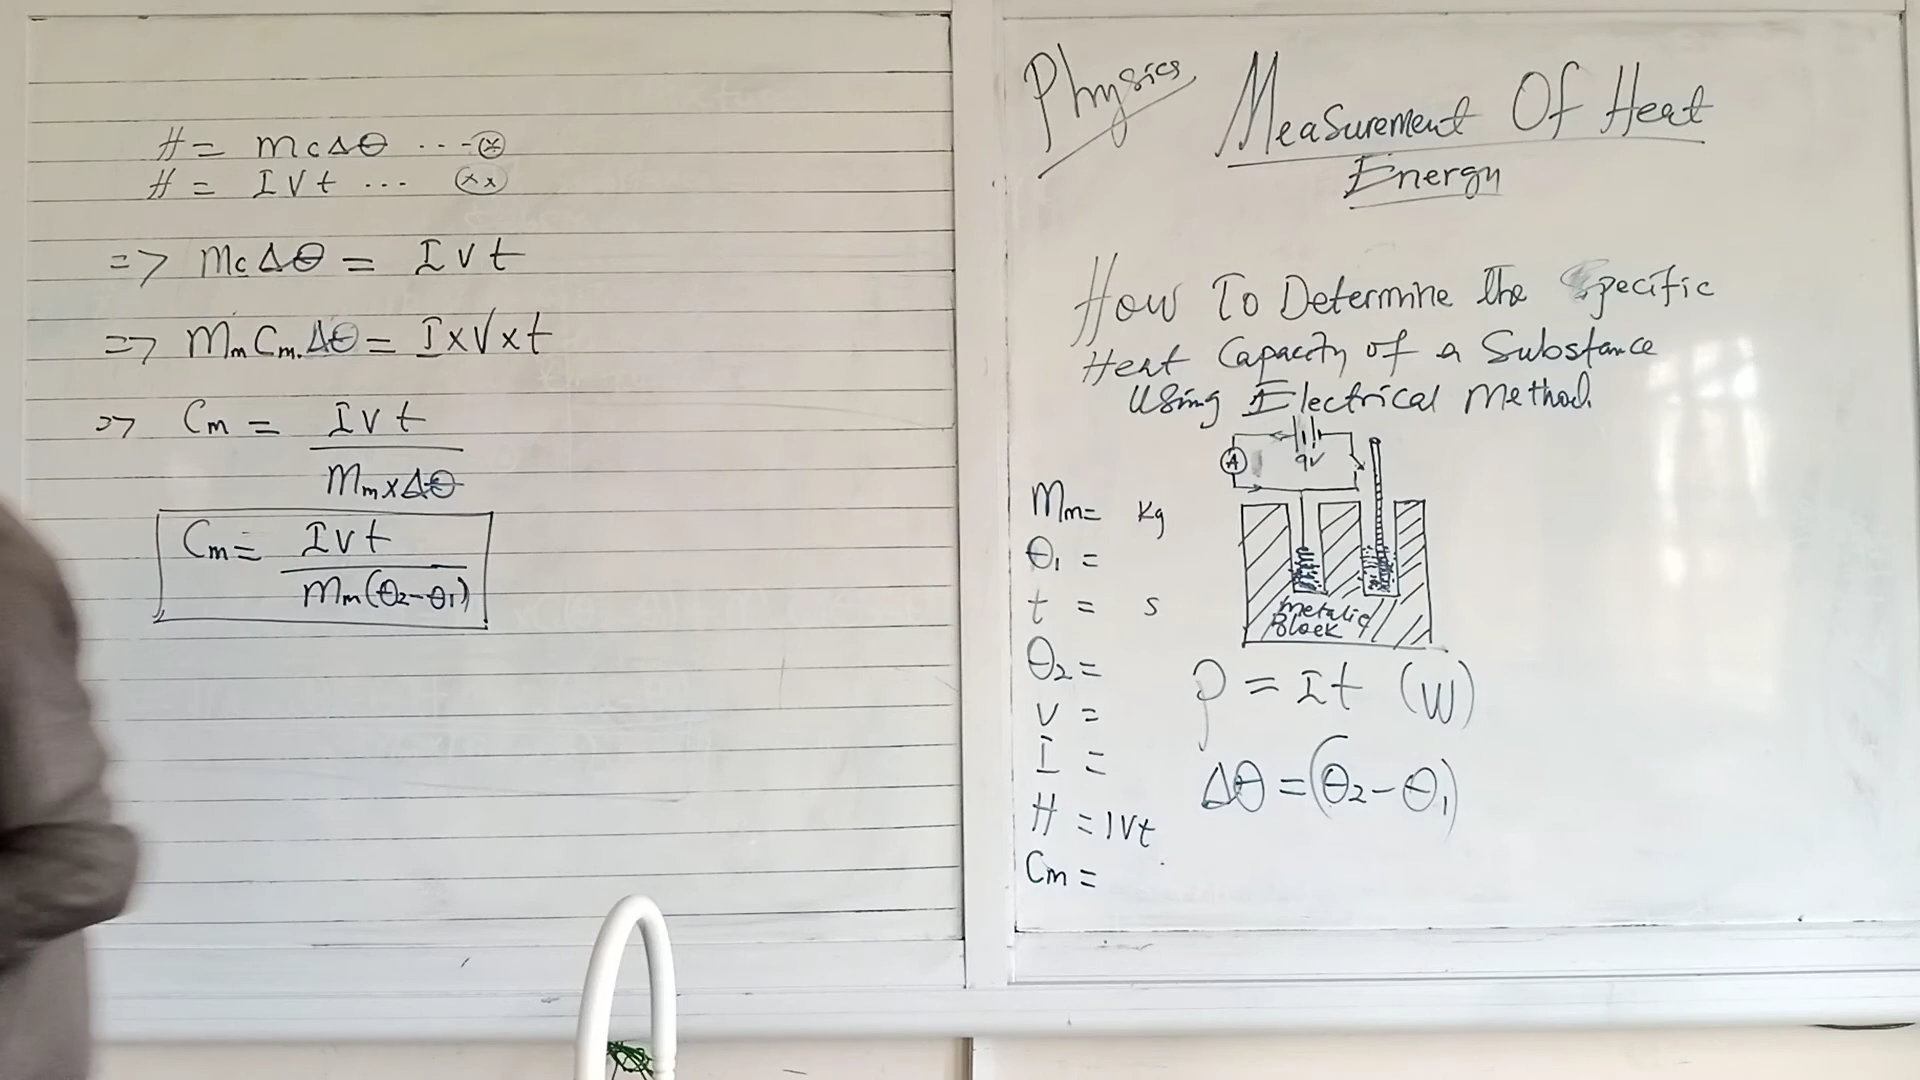 H = mcΔθ ...-(*)
H = IVt ... (**)
=> mcΔθ = IVt
=> Mm Cm.Δθ = I×V×t
=> Cm = IVt
Mm×Δθ
Cm = IVt
Mm(θ2-θ1)
Physics
Measurement Of Heat
Energy
How To Determine the Specific
Heat Capacity of a Substance
Using Electrical Method.
A
9V
Metalic
Block
Mm= Kg
θ1 =
t = s
θ2 =
V =
I =
H = IVt
Cm =
P = It (W)
Δθ = (θ2-θ1)